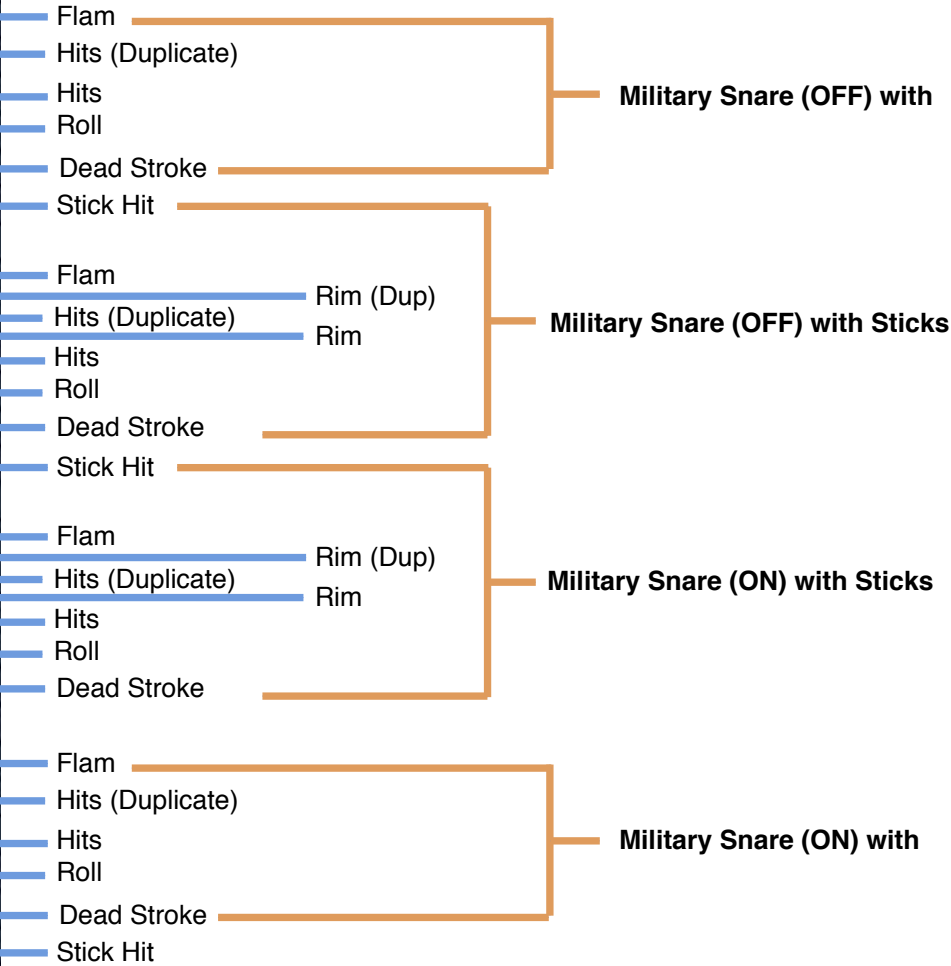 Flam
Hits (Duplicate)
Hits
Military Snare (OFF) with
Roll
Dead Stroke
Stick Hit
Flam
Rim (Dup)
Hits (Duplicate)
Military Snare (OFF) with Sticks
Rim
Hits
Roll
Dead Stroke
Stick Hit
Flam
Rim (Dup)
Hits (Duplicate)
Military Snare (ON) with Sticks
Rim
Hits
Roll
Dead Stroke
Flam
Hits (Duplicate)
Hits
Military Snare (ON) with
Roll
Dead Stroke
Stick Hit